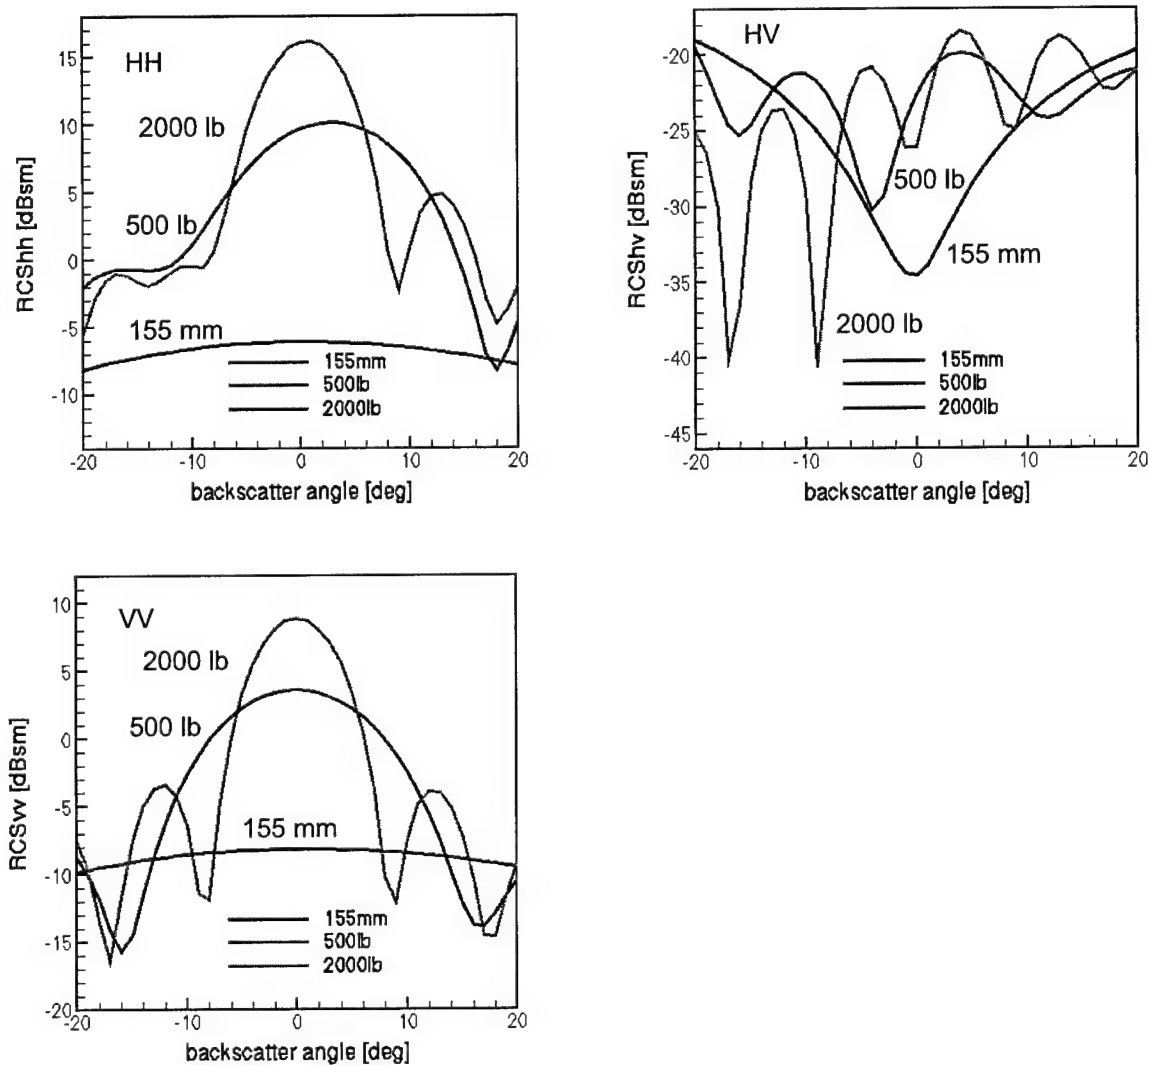 HH
2000 lb
500 lb
155 mm
155mm
500lb
2000lb
15
10
5
0
-5
-10
-20
-10
0
10
20
RCShh [dBsm]
backscatter angle [deg]
HV
500 lb
155 mm
2000 lb
155mm
500lb
2000lb
-20
-25
-30
-35
-40
-45
-20
-10
0
10
20
RCShv [dBsm]
backscatter angle [deg]
VV
2000 lb
500 lb
155 mm
155mm
500lb
2000lb
10
5
0
-5
-10
-15
-20
-20
-10
0
10
20
RCSvv [dBsm]
backscatter angle [deg]